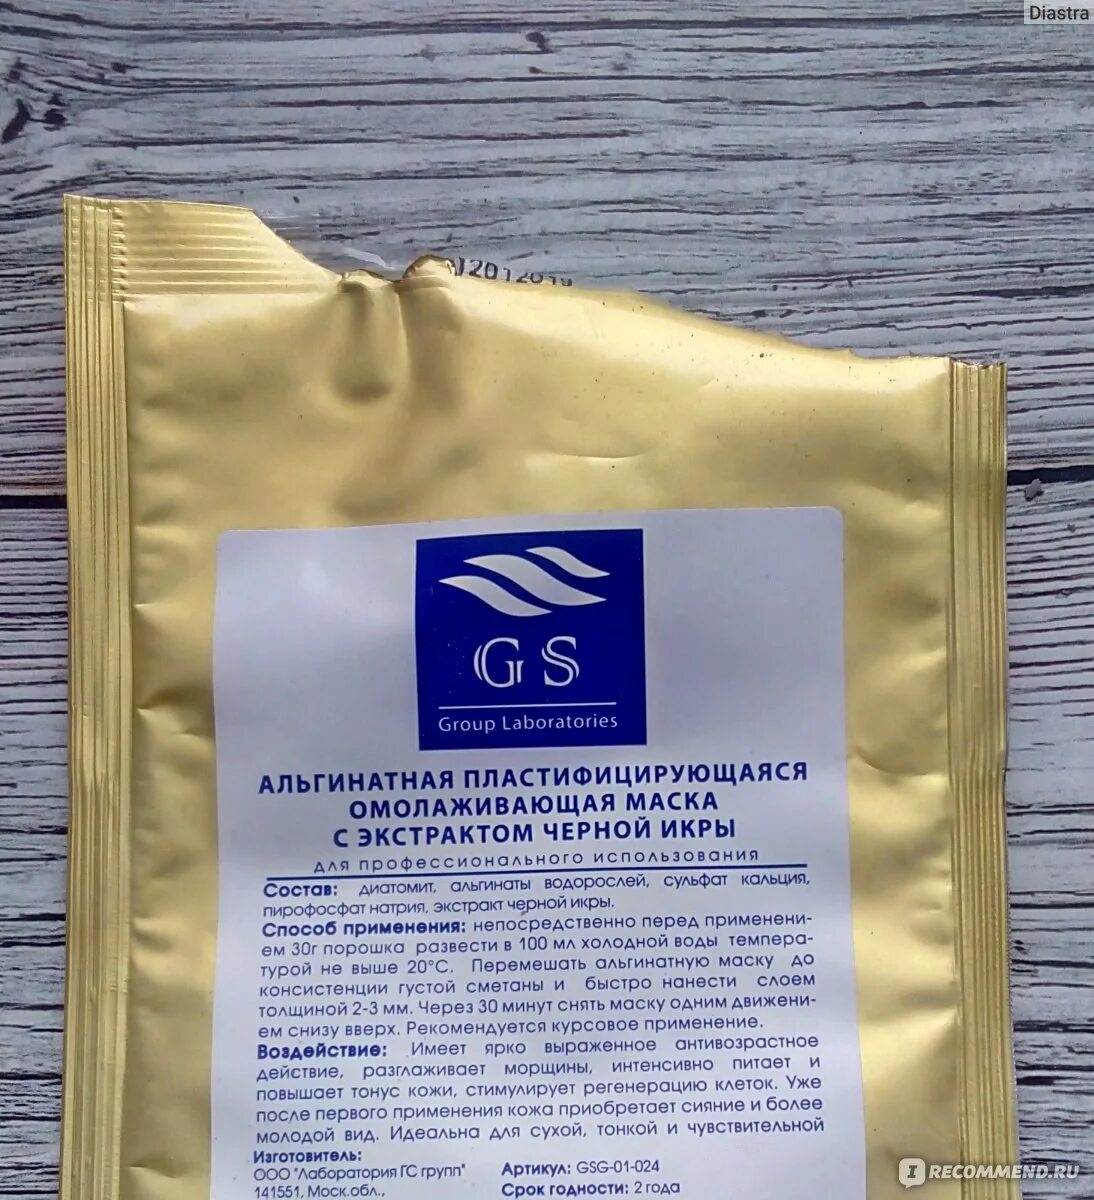 Diastra
GS
Group Laboratories
АЛЬГИНАТНАЯ ПЛАСТИФИЦИРУЮЩАЯСЯ
ОМОЛАЖИВАЮЩАЯ МАСКА
С ЭКСТРАКТОМ ЧЕРНОЙ ИКРЫ
для профессионального использования
Состав: диатомит, альгинаты водорослей, сульфат кальция,
пирофосфат натрия, экстракт черной икры.
Способ применения: непосредственно перед применени-
ем 30г порошка развести в 100 мл холодной воды темпера-
турой не выше 20°С. Перемешать альгинатную маску до
консистенции густой сметаны и быстро нанести слоем
толщиной 2-3 мм. Через 30 минут снять маску одним движени-
ем снизу вверх. Рекомендуется курсовое применение.
Воздействие: Имеет ярко выраженное антивозрастное
действие, разглаживает морщины, интенсивно питает и
повышает тонус кожи, стимулирует регенерацию клеток. Уже
после первого применения кожа приобретает сияние и более
молодой вид. Идеальна для сухой, тонкой и чувствительной
Изготовитель:
ООО "Лаборатория ГС групп"
141551, Моск.обл.,
Артикул: GSG-01-024
Срок годности: 2 года
IRECOMMEND.RU